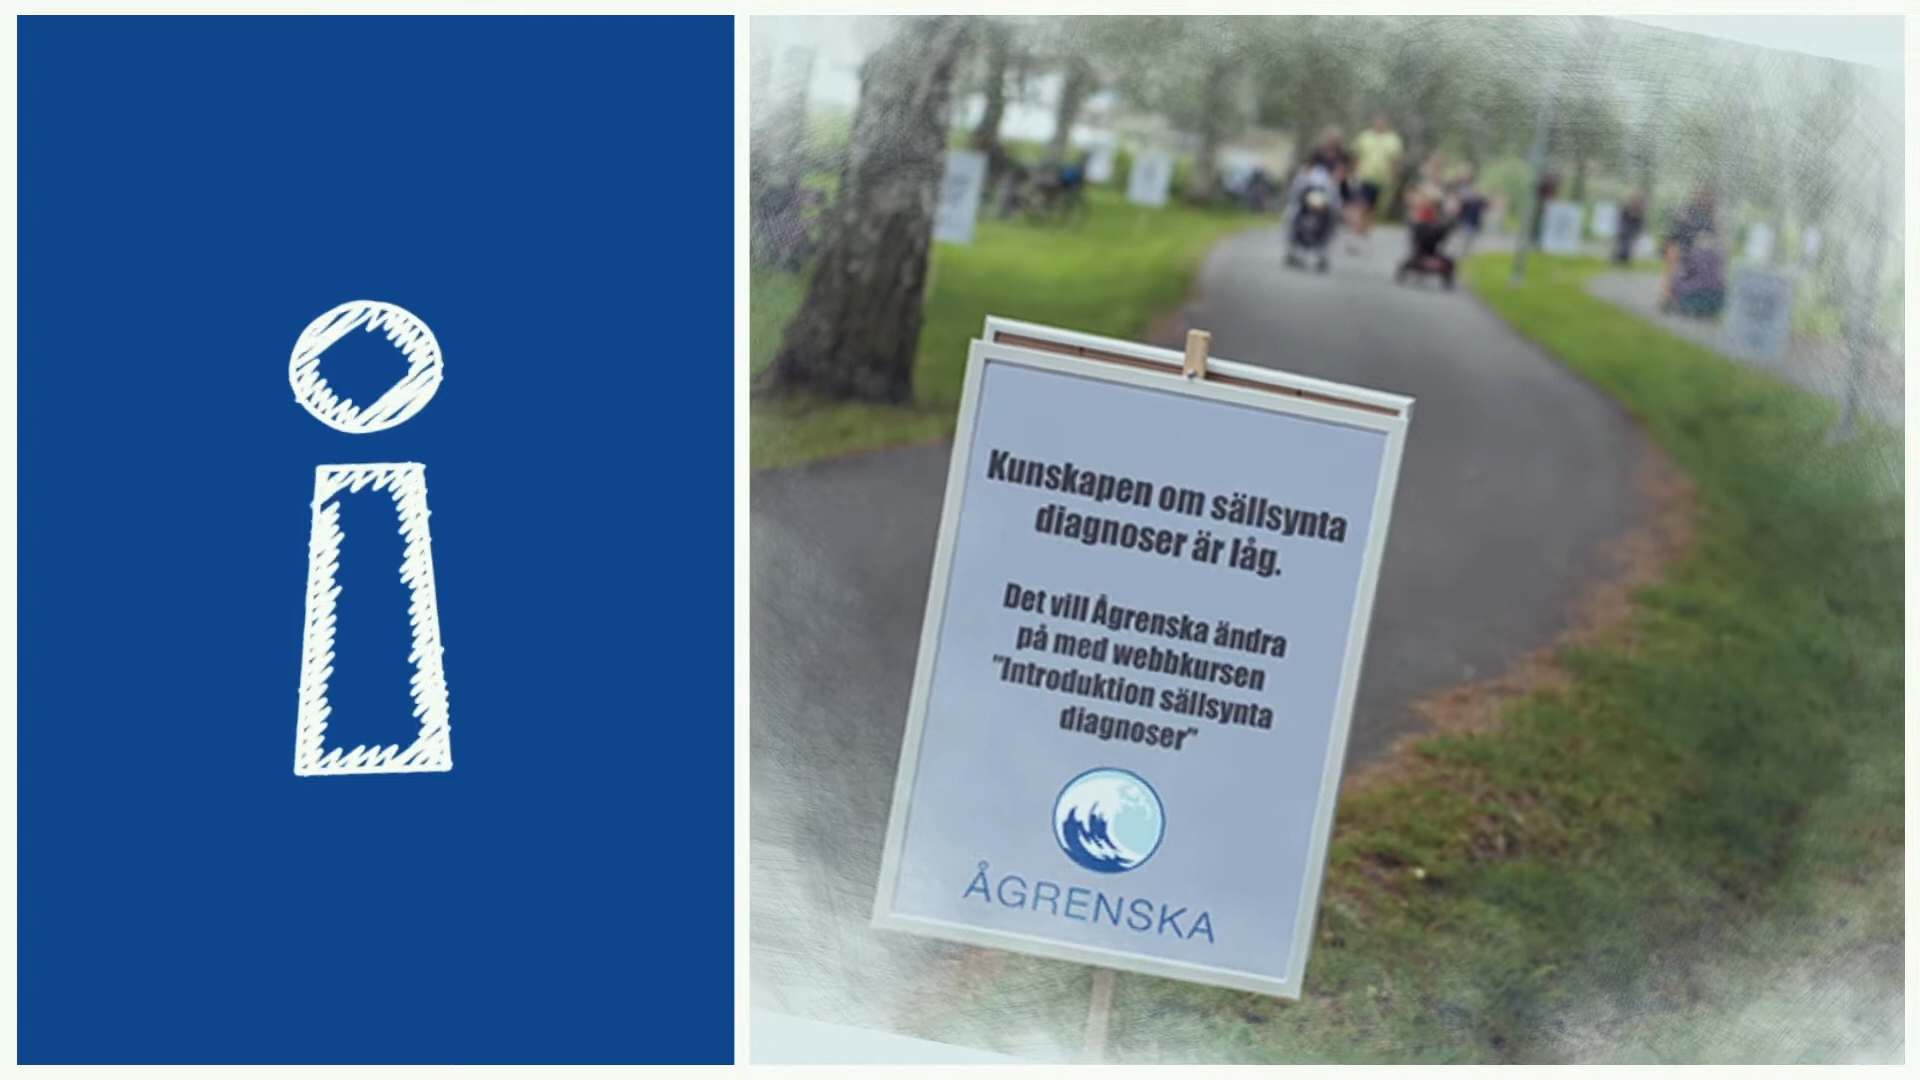 i
Kunskapen om sällsynta
diagnoser är låg.
Det vill Ågrenska ändra
på med webbkursen
”Introduktion sällsynta
diagnoser”
ÅGRENSKA